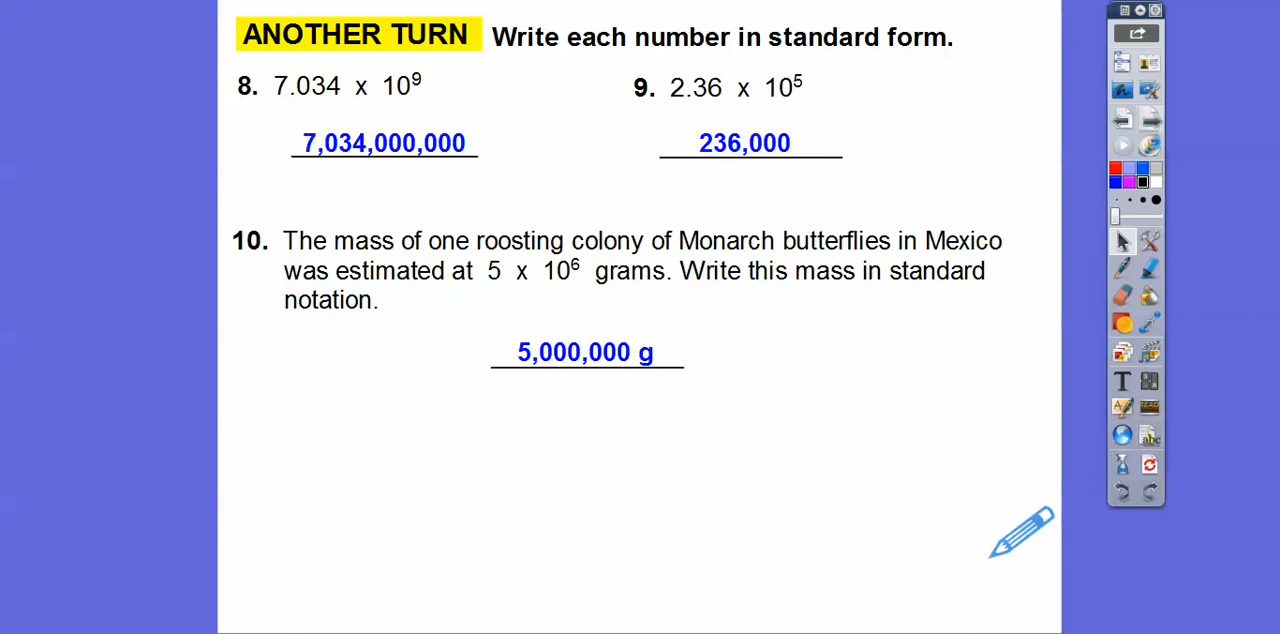 ANOTHER TURN Write each number in standard form.
8. 7.034 x 10⁹ 9. 2.36 x 10⁵
7,034,000,000 236,000
10. The mass of one roosting colony of Monarch butterflies in Mexico
was estimated at 5 x 10⁶ grams. Write this mass in standard
notation.
5,000,000 g